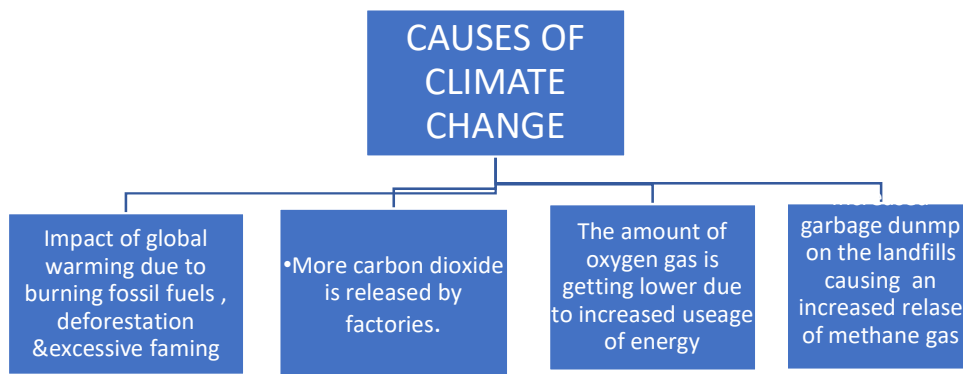 CAUSES OF
CLIMATE
CHANGE
Impact of global
warming due to
burning fossil fuels ,
deforestation
&excessive faming
•More carbon dioxide
is released by
factories.
The amount of
oxygen gas is
getting lower due
to increased useage
of energy
garbage dunmp
on the landfills
causing an
increased relase
of methane gas